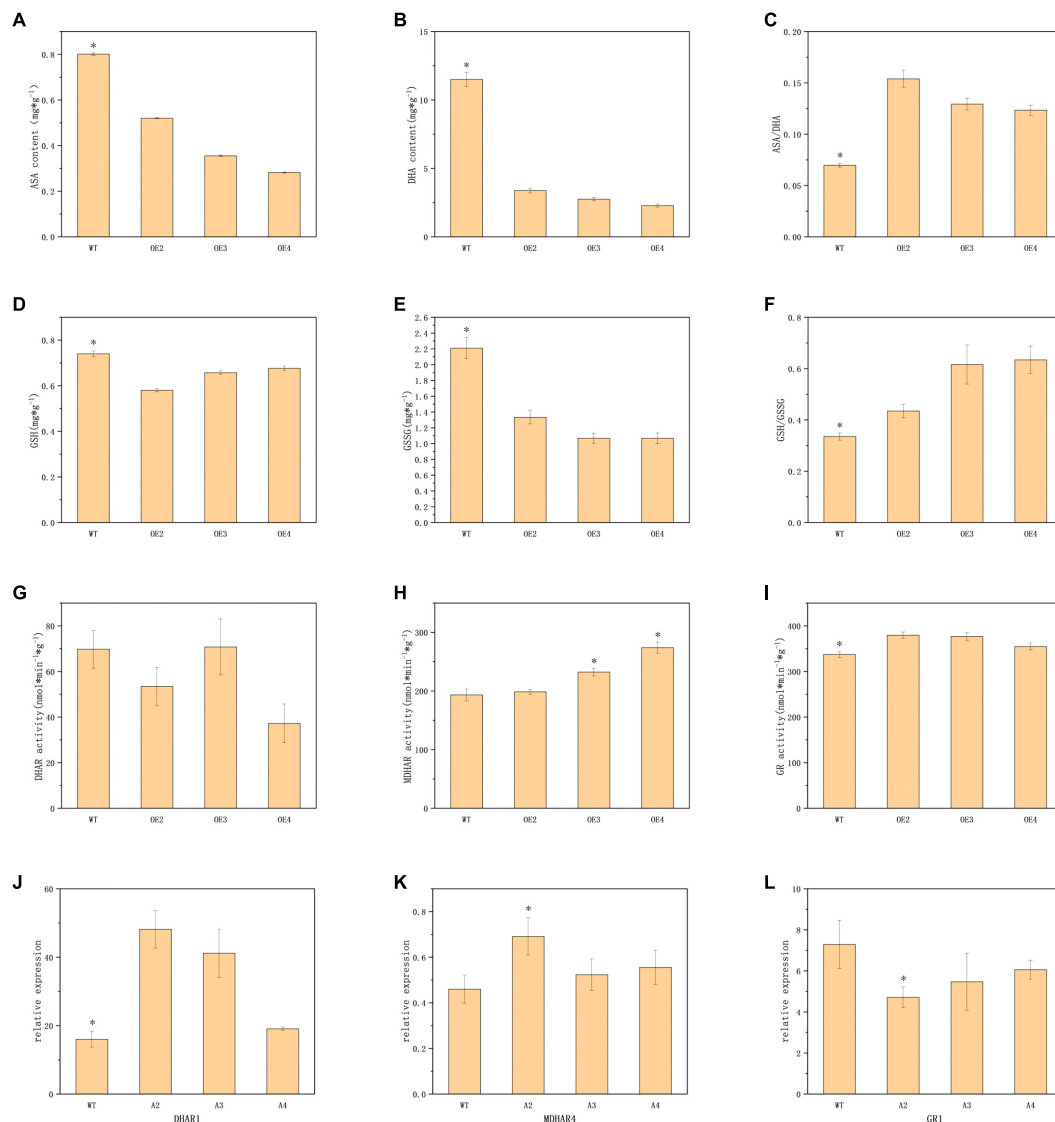 A
ASA content (mg*g⁻¹)
0.8
0.6
0.4
0.2
0.0
*
WT OE2 OE3 OE4
B
DHA content(mg*g⁻¹)
15
10
5
0
*
WT OE2 OE3 OE4
C
ASA/DHA
0.20
0.15
0.10
0.05
0.00
*
WT OE2 OE3 OE4
D
GSH(mg*g⁻¹)
0.8
0.6
0.4
0.2
0.0
*
WT OE2 OE3 OE4
E
GSSG(mg*g⁻¹)
2.6
2.4
2.2
2.0
1.8
1.6
1.4
1.2
1.0
0.8
0.6
0.4
0.2
0.0
*
WT OE2 OE3 OE4
F
GSH/GSSG
0.8
0.6
0.4
0.2
0.0
*
WT OE2 OE3 OE4
G
DHAR activity(nmol*min⁻¹*g⁻¹)
80
60
40
20
0
WT OE2 OE3 OE4
H
MDHAR activity(nmol*min⁻¹*g⁻¹)
300
200
100
0
* *
WT OE2 OE3 OE4
I
GR activity(nmol*min⁻¹*g⁻¹)
400
300
200
100
0
*
WT OE2 OE3 OE4
J
relative expression
60
40
20
0
*
WT A2 A3 A4
DHAR1
K
relative expression
0.8
0.6
0.4
0.2
0.0
*
WT A2 A3 A4
MDHAR4
L
relative expression
10
8
6
4
2
0
*
WT A2 A3 A4
GR1